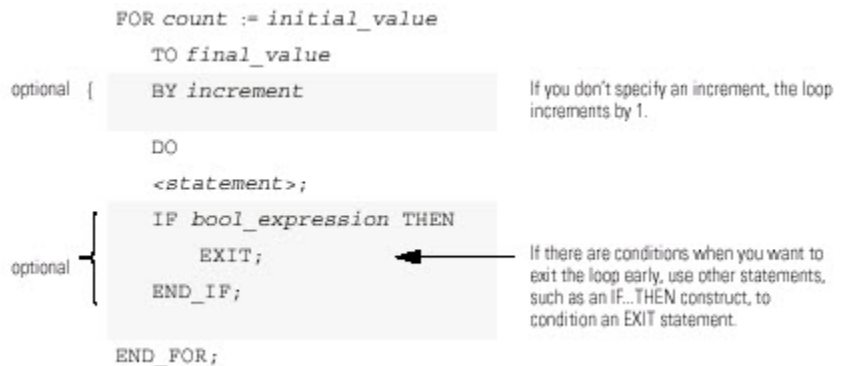 FOR count := initial_value
TO final_value
optional { BY increment
If you don't specify an increment, the loop
increments by 1.
DO
<statement>;
optional { IF bool_expression THEN
EXIT;
END_IF;
If there are conditions when you want to
exit the loop early, use other statements,
such as an IF...THEN construct, to
condition an EXIT statement.
END_FOR;